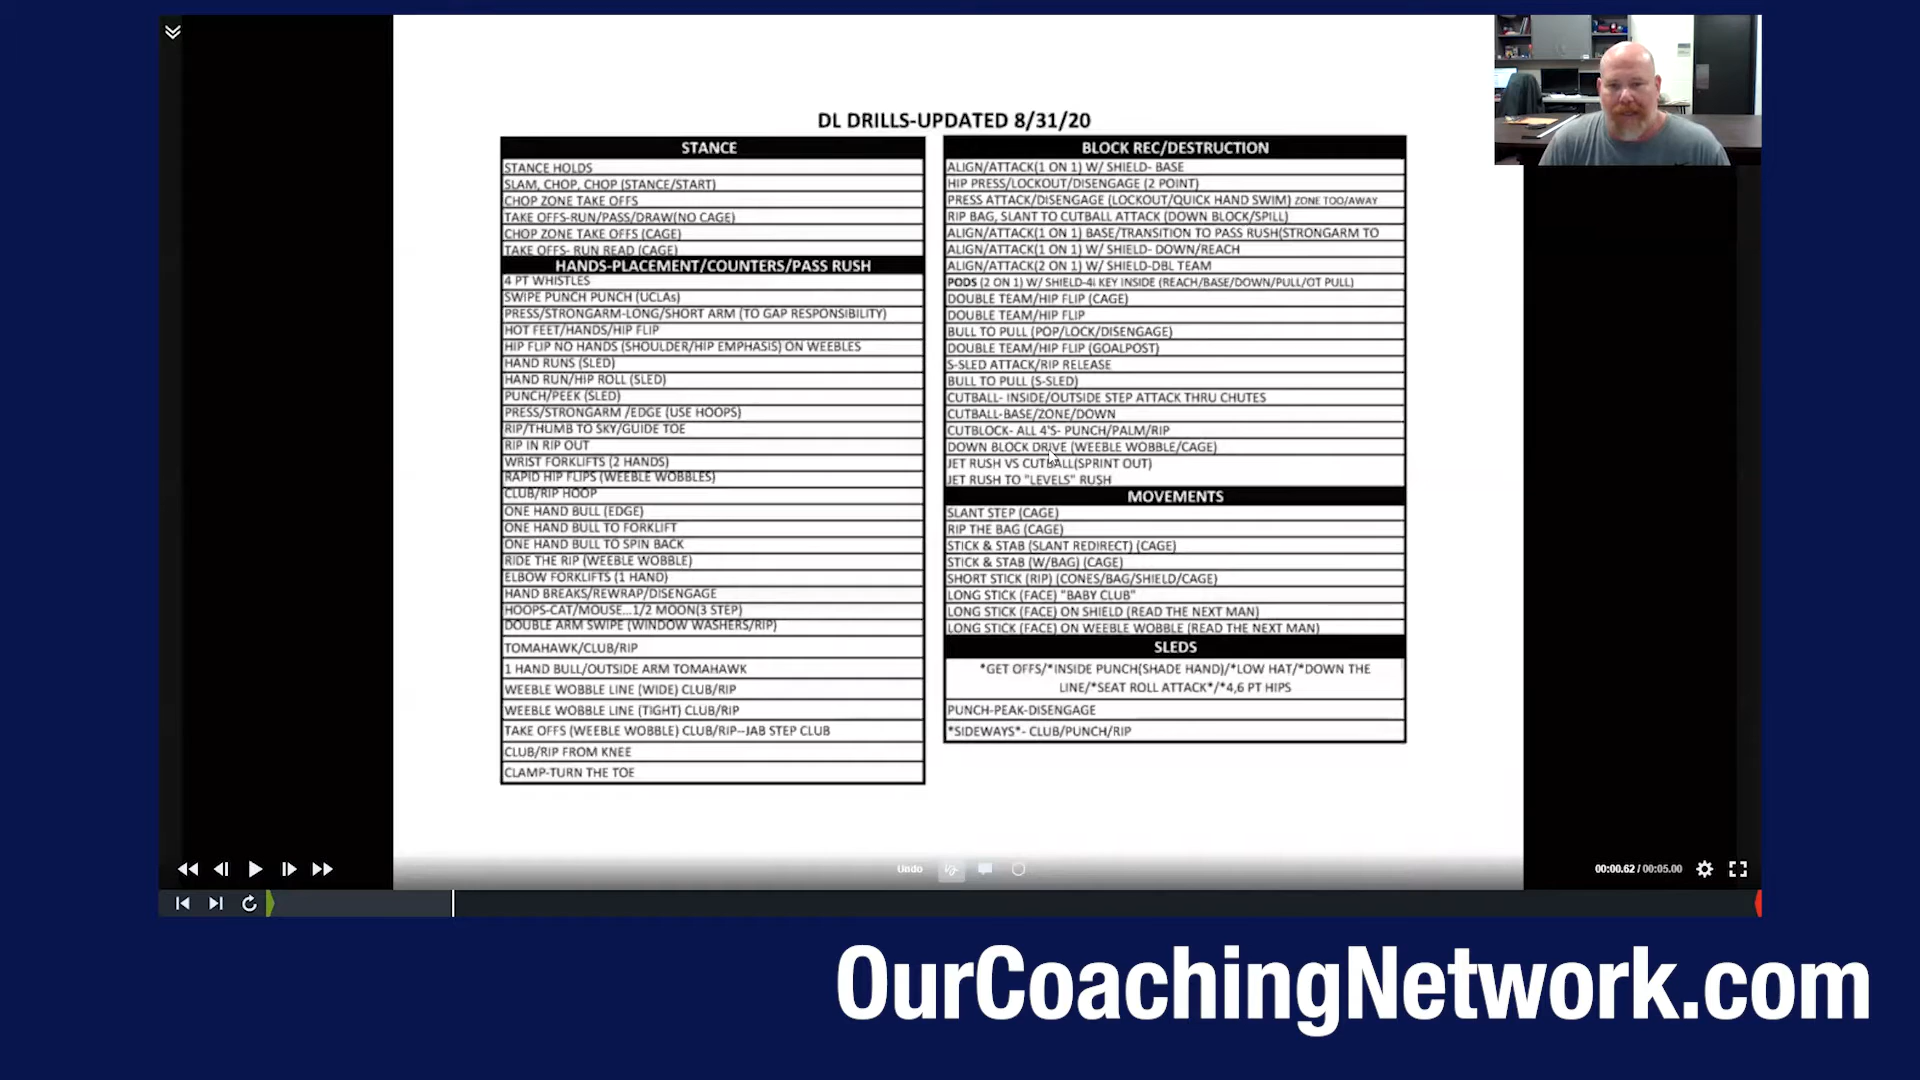 DL DRILLS-UPDATED 8/31/20
STANCE
STANCE HOLDS
SLAM, CHOP, CHOP (STANCE/START)
CHOP ZONE TAKE OFFS
TAKE OFFS-RUN/PASS/DRAW(NO CAGE)
CHOP ZONE TAKE OFFS (CAGE)
TAKE OFFS- RUN READ (CAGE)
HANDS-PLACEMENT/COUNTERS/PASS RUSH
4 PT WHISTLES
SWIPE PUNCH PUNCH (UCLAs)
PRESS/STRONGARM-LONG/SHORT ARM (TO GAP RESPONSIBILITY)
HOT FEET/HANDS/HIP FLIP
HIP FLIP NO HANDS (SHOULDER/HIP EMPHASIS) ON WEEBLES
HAND RUNS (SLED)
HAND RUN/HIP ROLL (SLED)
PUNCH/PEEK (SLED)
PRESS/STRONGARM /EDGE (USE HOOPS)
RIP/THUMB TO SKY/GUIDE TOE
RIP IN RIP OUT
WRIST FORKLIFTS (2 HANDS)
RAPID HIP FLIPS (WEEBLE WOBBLES)
CLUB/RIP HOOP
ONE HAND BULL (EDGE)
ONE HAND BULL TO FORKLIFT
ONE HAND BULL TO SPIN BACK
RIDE THE RIP (WEEBLE WOBBLE)
ELBOW FORKLIFTS (1 HAND)
HAND BREAKS/REWRAP/DISENGAGE
HOOPS-CAT/MOUSE...1/2 MOON(3 STEP)
DOUBLE ARM SWIPE (WINDOW WASHERS/RIP)
TOMAHAWK/CLUB/RIP
1 HAND BULL/OUTSIDE ARM TOMAHAWK
WEEBLE WOBBLE LINE (WIDE) CLUB/RIP
WEEBLE WOBBLE LINE (TIGHT) CLUB/RIP
TAKE OFFS (WEEBLE WOBBLE) CLUB/RIP--JAB STEP CLUB
CLUB/RIP FROM KNEE
CLAMP-TURN THE TOE
BLOCK REC/DESTRUCTION
ALIGN/ATTACK(1 ON 1) W/ SHIELD- BASE
HIP PRESS/LOCKOUT/DISENGAGE (2 POINT)
PRESS ATTACK/DISENGAGE (LOCKOUT/QUICK HAND SWIM) ZONE TOO/AWAY
RIP BAG, SLANT TO CUTBALL ATTACK (DOWN BLOCK/SPILL)
ALIGN/ATTACK(1 ON 1) BASE/TRANSITION TO PASS RUSH(STRONGARM TO
ALIGN/ATTACK(1 ON 1) W/ SHIELD- DOWN/REACH
ALIGN/ATTACK(2 ON 1) W/ SHIELD-DBL TEAM
PODS (2 ON 1) W/ SHIELD-4i KEY INSIDE (REACH/BASE/DOWN/PULL/OT PULL)
DOUBLE TEAM/HIP FLIP (CAGE)
DOUBLE TEAM/HIP FLIP
BULL TO PULL (POP/LOCK/DISENGAGE)
DOUBLE TEAM/HIP FLIP (GOALPOST)
S-SLED ATTACK/RIP RELEASE
BULL TO PULL (S-SLED)
CUTBALL- INSIDE/OUTSIDE STEP ATTACK THRU CHUTES
CUTBALL-BASE/ZONE/DOWN
CUTBLOCK- ALL 4'S- PUNCH/PALM/RIP
DOWN BLOCK DRIVE (WEEBLE WOBBLE/CAGE)
JET RUSH VS CUTBALL(SPRINT OUT)
JET RUSH TO "LEVELS" RUSH
MOVEMENTS
SLANT STEP (CAGE)
RIP THE BAG (CAGE)
STICK & STAB (SLANT REDIRECT) (CAGE)
STICK & STAB (W/BAG) (CAGE)
SHORT STICK (RIP) (CONES/BAG/SHIELD/CAGE)
LONG STICK (FACE) "BABY CLUB"
LONG STICK (FACE) ON SHIELD (READ THE NEXT MAN)
LONG STICK (FACE) ON WEEBLE WOBBLE (READ THE NEXT MAN)
SLEDS
*GET OFFS/*INSIDE PUNCH(SHADE HAND)/*LOW HAT/*DOWN THE
LINE/*SEAT ROLL ATTACK*/*4,6 PT HIPS
PUNCH-PEAK-DISENGAGE
*SIDEWAYS*- CLUB/PUNCH/RIP
Undo
00:00.62 / 00:05.00
OurCoachingNetwork.com